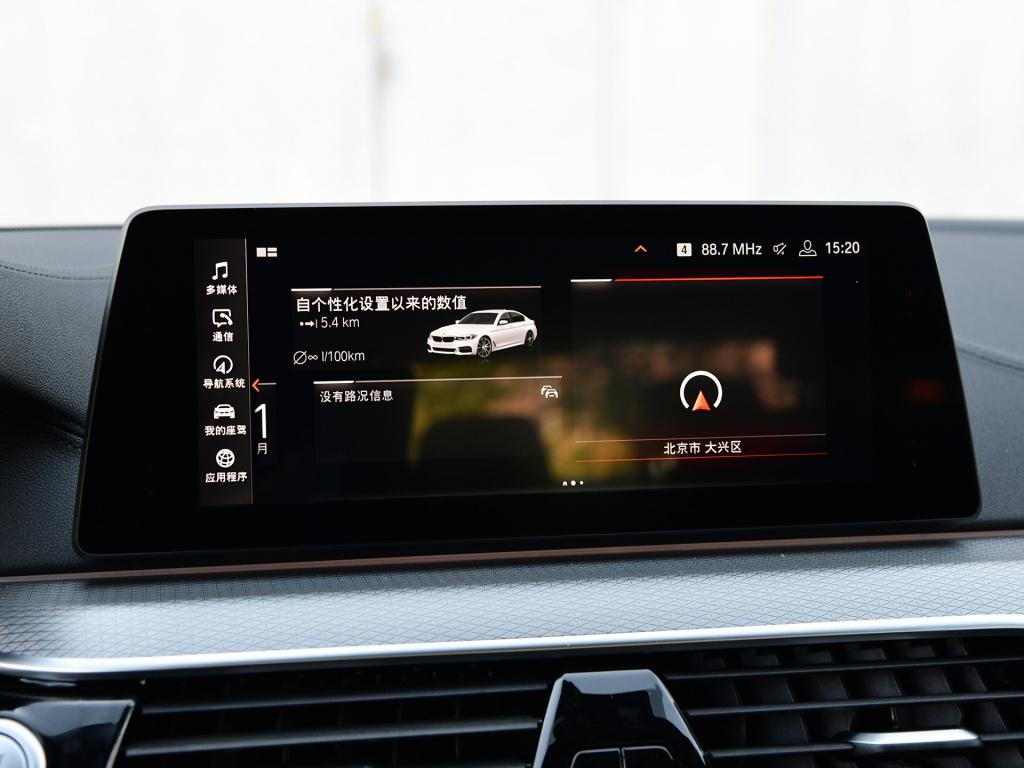 4 88.7 MHz 15:20
多媒体
通信
导航系统
我的座驾
应用程序
1
月
自个性化设置以来的数值
5.4 km
∞ l/100km
没有路况信息
北京市 大兴区